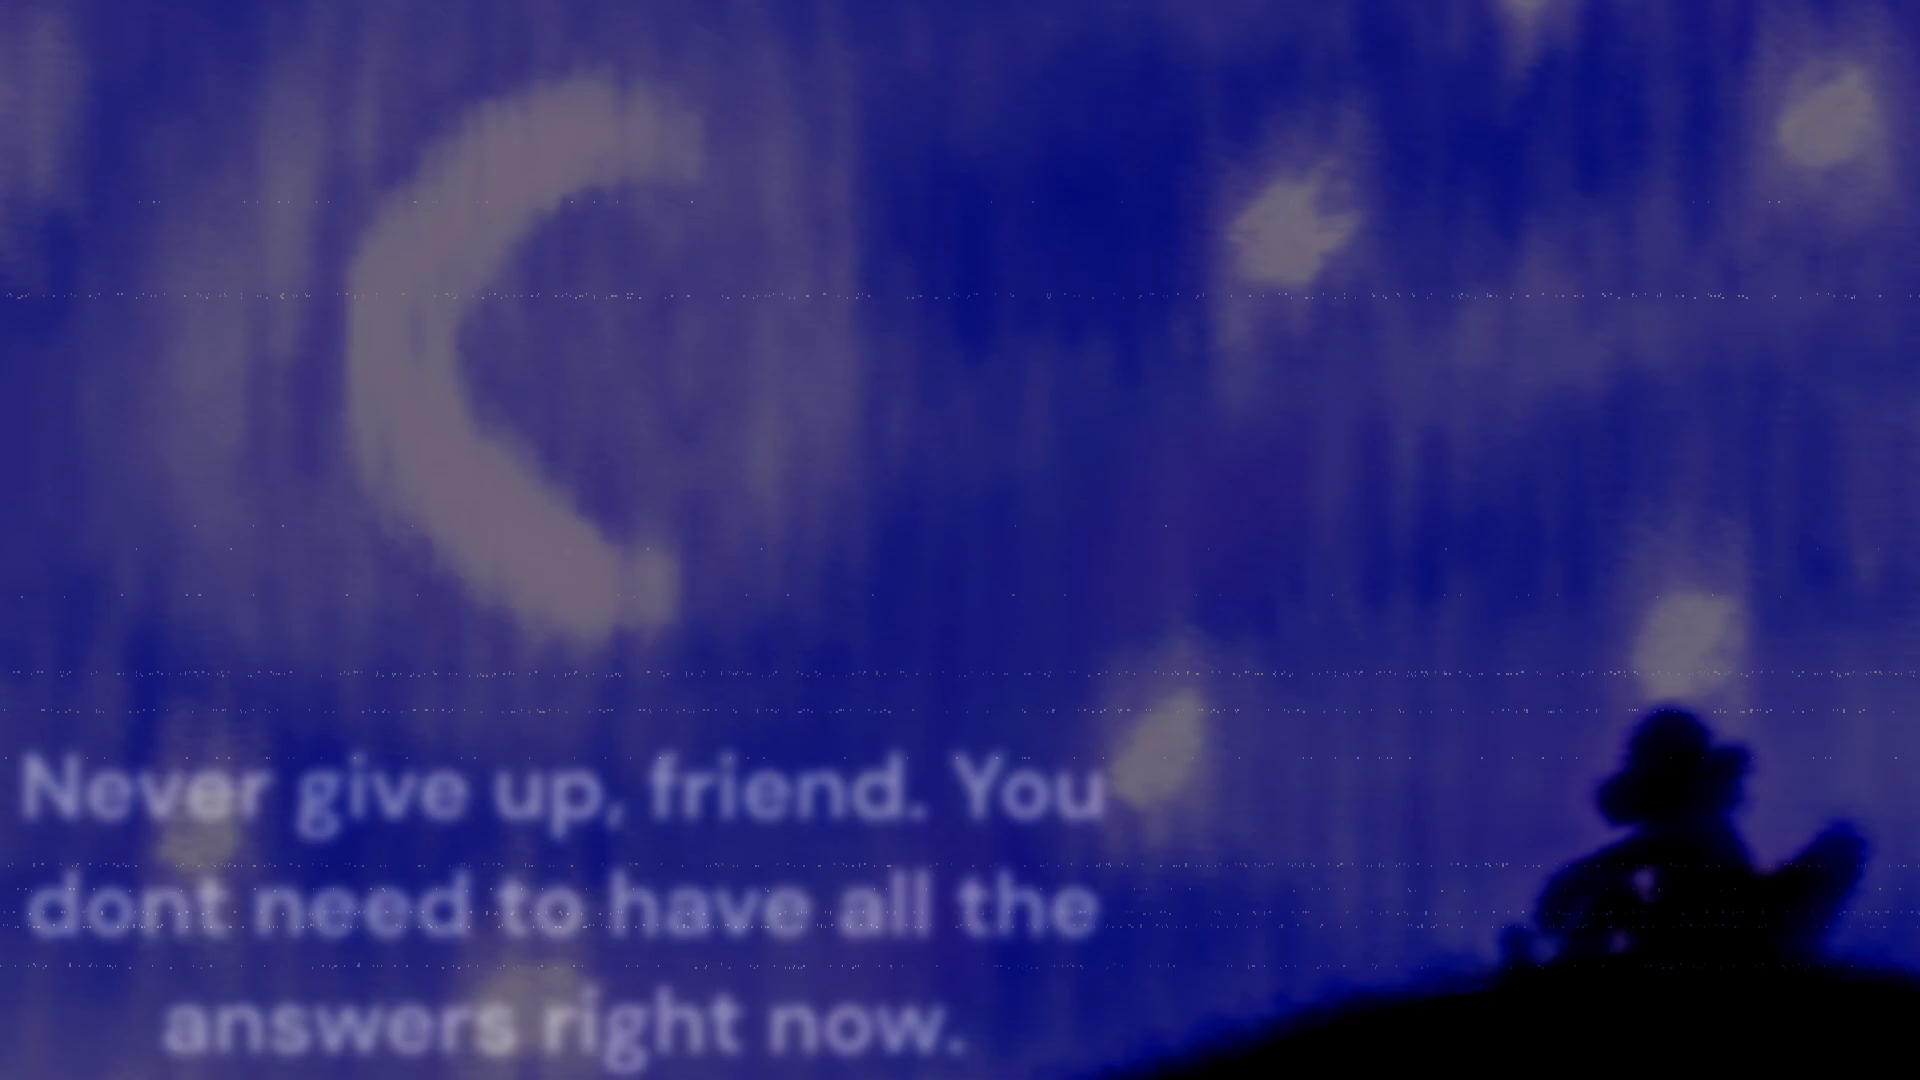 Never give up, friend. You
dont need to have all the
answers right now.